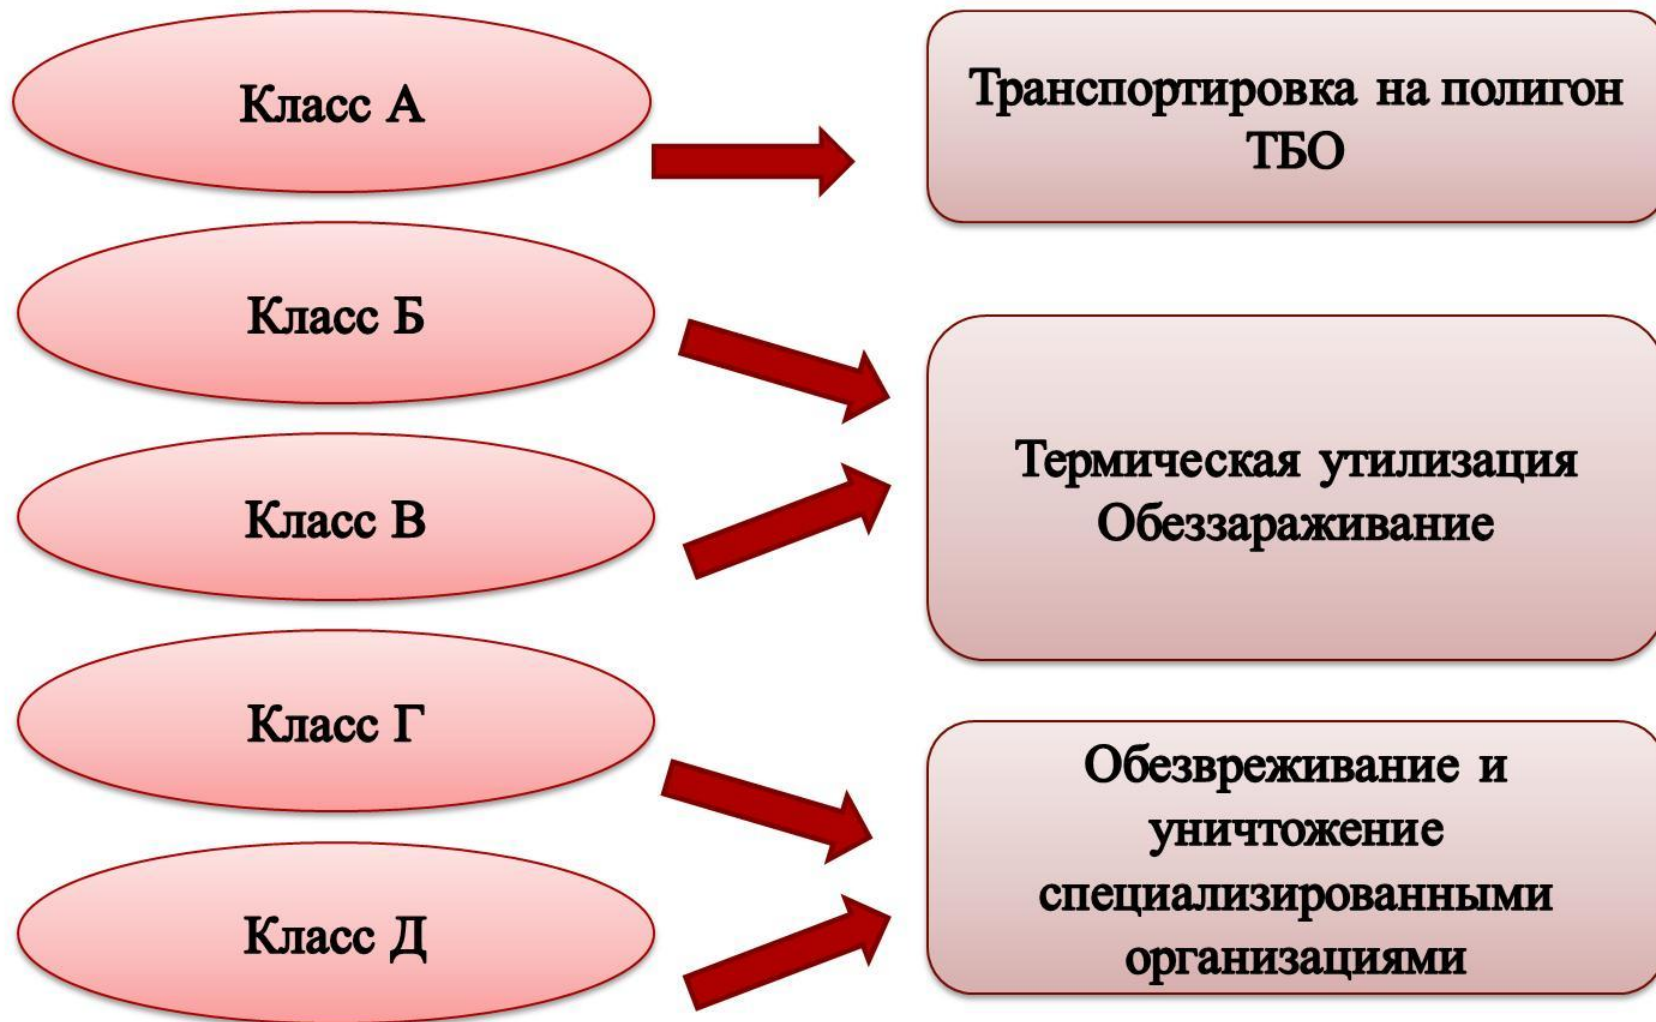 Класс А
Транспортировка на полигон
ТБО
Класс Б
Класс В
Термическая утилизация
Обеззараживание
Класс Г
Класс Д
Обезвреживание и
уничтожение
специализированными
организациями